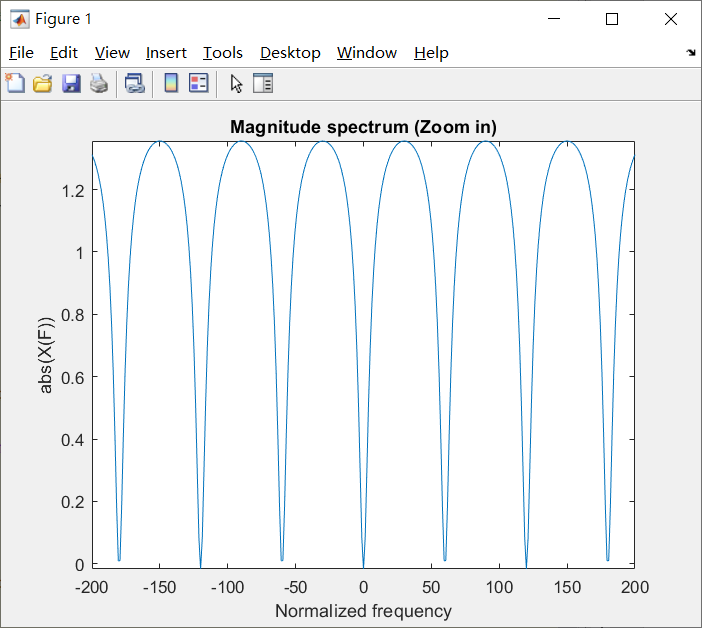 Figure 1
File Edit View Insert Tools Desktop Window Help
Magnitude spectrum (Zoom in)
1.2
1
0.8
0.6
0.4
0.2
0
abs(X(F))
-200 -150 -100 -50 0 50 100 150 200
Normalized frequency